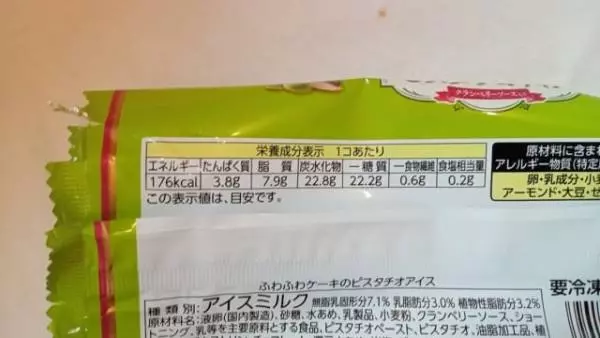 クランベリーソース入り
栄養成分表示 1コあたり
エネルギー たんぱく質 脂質 炭水化物 ー糖質 ー食物繊維 食塩相当量
176kcal 3.8g 7.9g 22.8g 22.2g 0.6g 0.2g
この表示値は、目安です。
原材料に含まれ
アレルギー物質(特定
卵・乳成分・小
アーモンド・大豆・ゼ
ふわふわケーキのピスタチオアイス
要冷凍
種類別:アイスミルク 無脂乳固形分7.1% 乳脂肪分3.0% 植物性脂肪分3.2%
原材料名:液卵(国内製造)、砂糖、水あめ、乳製品、小麦粉、クランベリーソース、ショー
トニング、乳等を主要原料とする食品、ピスタチオペースト、ピスタチオ、油脂加工品、植